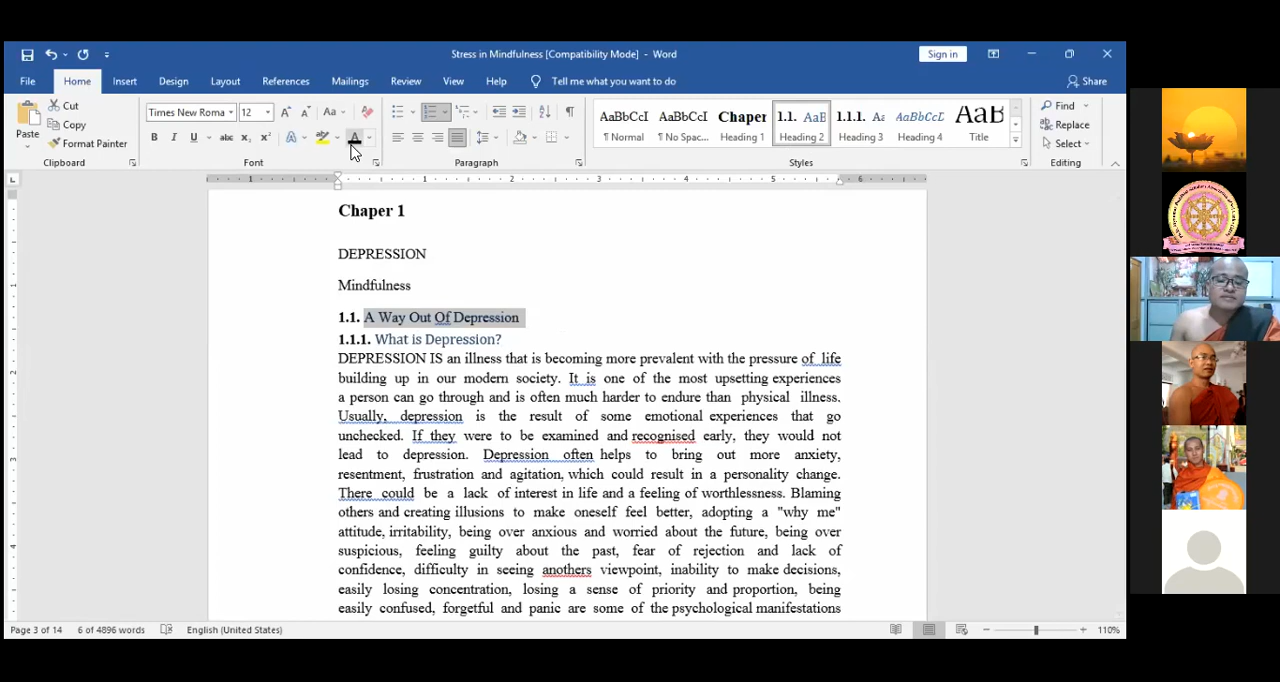 Stress in Mindfulness [Compatibility Mode] - Word
Sign in
File Home Insert Design Layout References Mailings Review View Help Tell me what you want to do Share
Paste
Cut
Copy
Format Painter
Clipboard
Times New Roma 12
Aa
B I U abc x₂ x²
Font
Paragraph
AaBbCcI ¶ Normal
AaBbCcI ¶ No Spac...
Chaper Heading 1
1.1. AaB Heading 2
1.1.1. Aa Heading 3
AaBbCcL Heading 4
AaB Title
Styles
Find
Replace
Select
Editing
Chaper 1
DEPRESSION
Mindfulness
1.1. A Way Out Of Depression
1.1.1. What is Depression?
DEPRESSION IS an illness that is becoming more prevalent with the pressure of life
building up in our modern society. It is one of the most upsetting experiences
a person can go through and is often much harder to endure than physical illness.
Usually, depression is the result of some emotional experiences that go
unchecked. If they were to be examined and recognised early, they would not
lead to depression. Depression often helps to bring out more anxiety,
resentment, frustration and agitation, which could result in a personality change.
There could be a lack of interest in life and a feeling of worthlessness. Blaming
others and creating illusions to make oneself feel better, adopting a "why me"
attitude, irritability, being over anxious and worried about the future, being over
suspicious, feeling guilty about the past, fear of rejection and lack of
confidence, difficulty in seeing anothers viewpoint, inability to make decisions,
easily losing concentration, losing a sense of priority and proportion, being
easily confused, forgetful and panic are some of the psychological manifestations
Page 3 of 14 6 of 4896 words English (United States) 110%